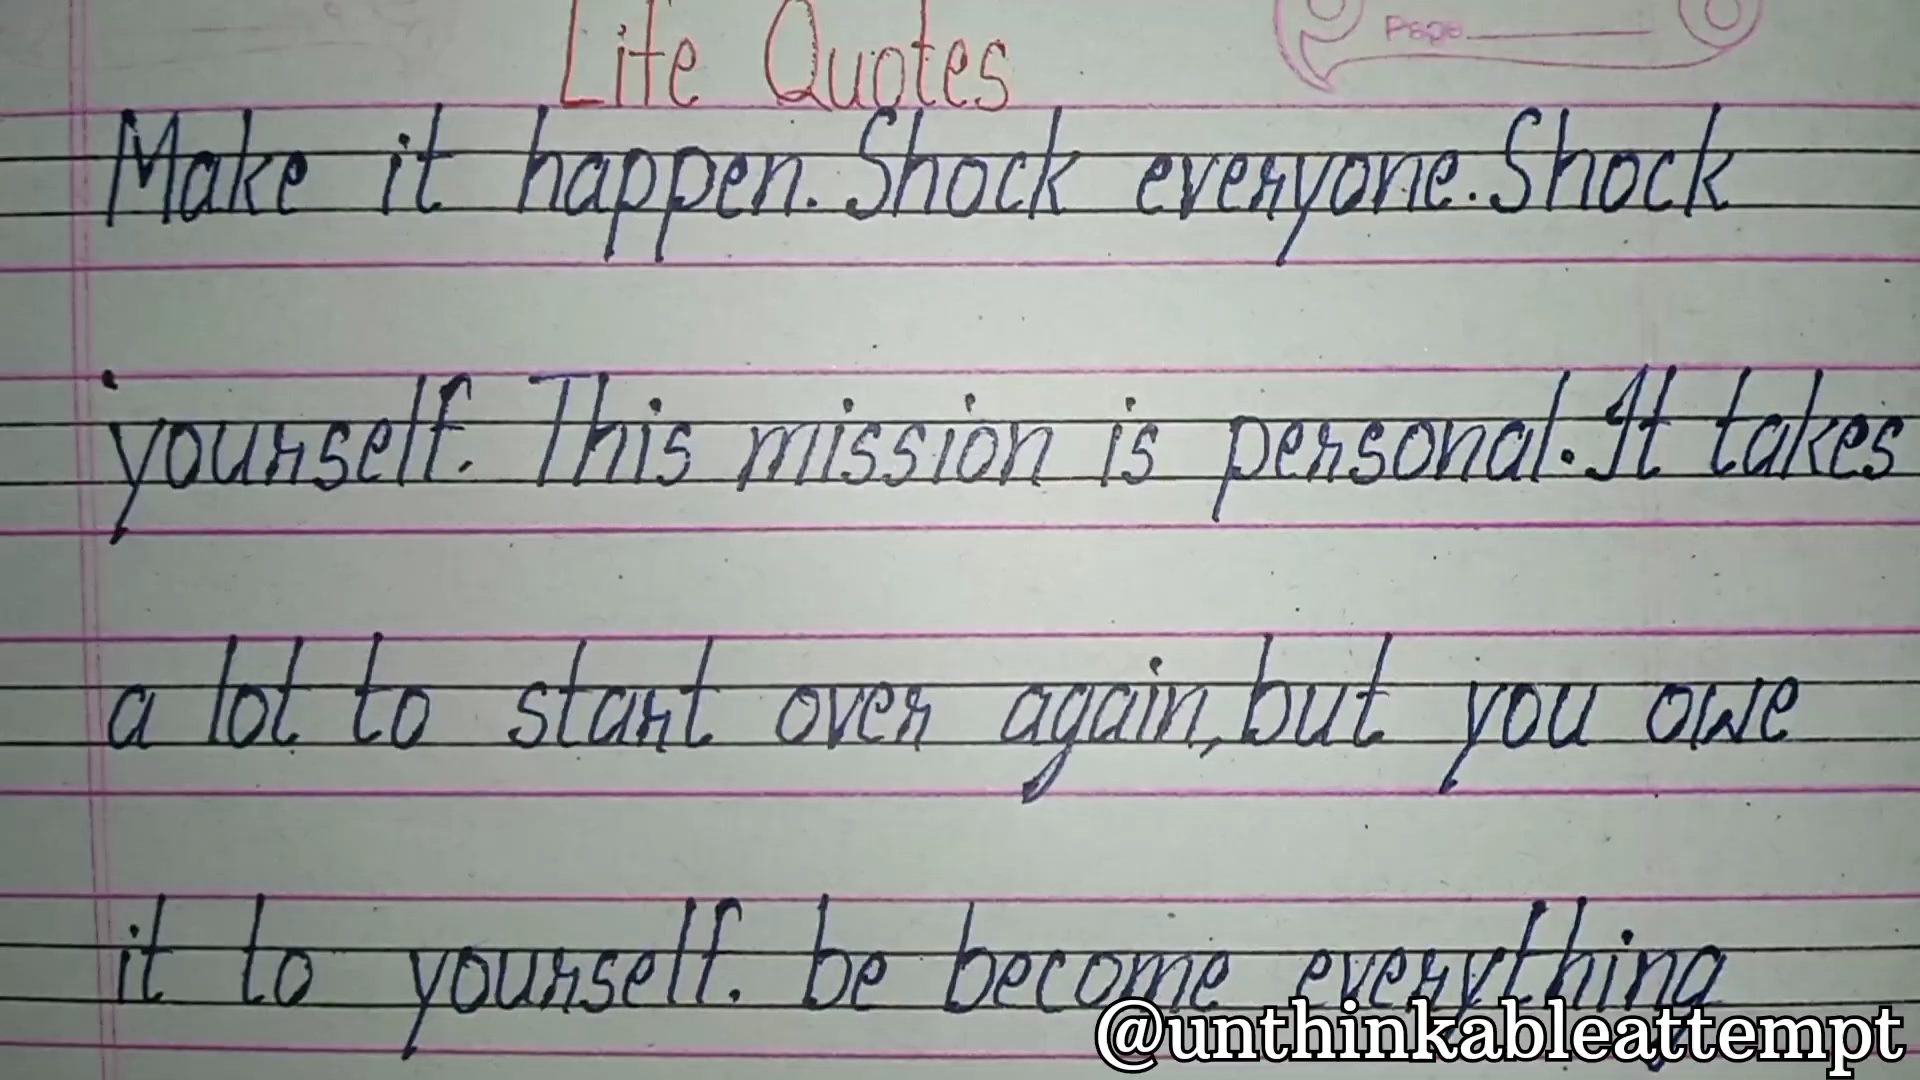 Page
Life Quotes
Make it happen. Shock everyone. Shock
yourself. This mission is personal. It takes
a lot to start over again, but you owe
it to yourself. be become everything
@unthinkableattempt